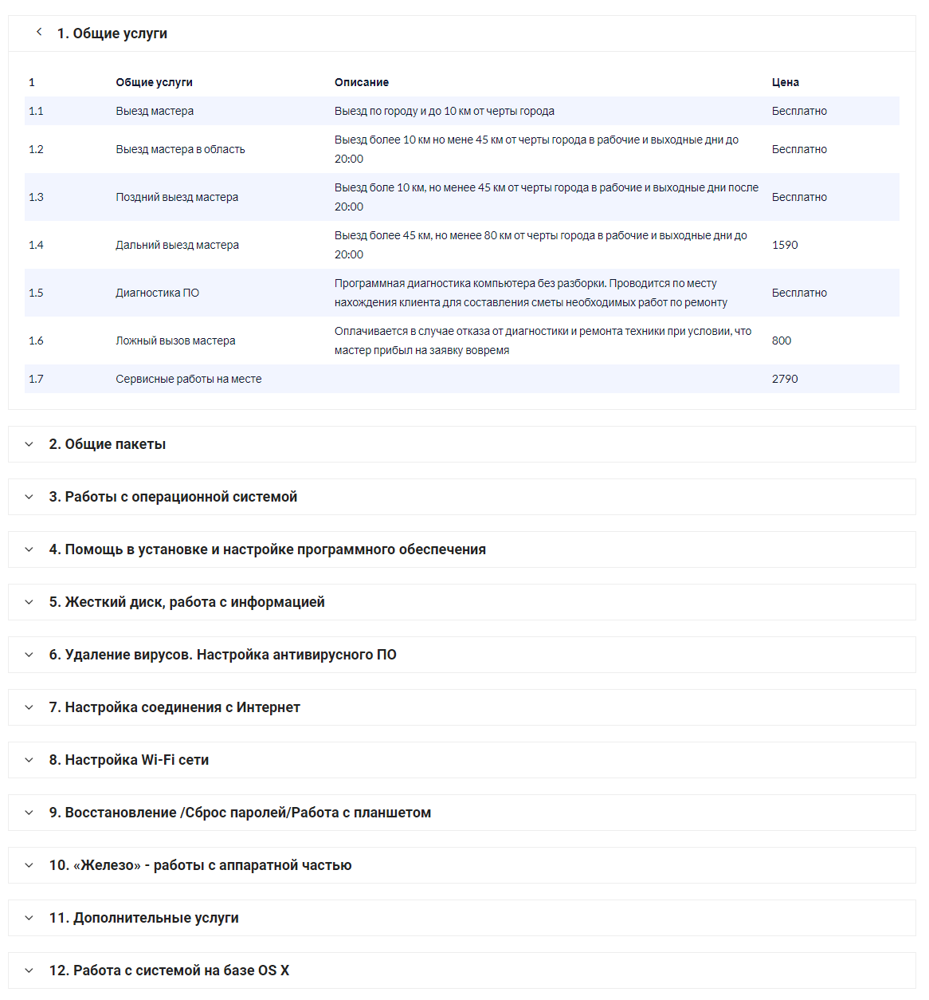 1. Общие услуги
1 Общие услуги Описание Цена
1.1 Выезд мастера Выезд по городу и до 10 км от черты города Бесплатно
1.2 Выезд мастера в область Выезд более 10 км но мене 45 км от черты города в рабочие и выходные дни до
20:00 Бесплатно
1.3 Поздний выезд мастера Выезд боле 10 км, но менее 45 км от черты города в рабочие и выходные дни после
20:00 Бесплатно
1.4 Дальний выезд мастера Выезд более 45 км, но менее 80 км от черты города в рабочие и выходные дни до
20:00 1590
1.5 Диагностика ПО Программная диагностика компьютера без разборки. Проводится по месту
нахождения клиента для составления сметы необходимых работ по ремонту Бесплатно
1.6 Ложный вызов мастера Оплачивается в случае отказа от диагностики и ремонта техники при условии, что
мастер прибыл на заявку вовремя 800
1.7 Сервисные работы на месте 2790
2. Общие пакеты
3. Работы с операционной системой
4. Помощь в установке и настройке программного обеспечения
5. Жесткий диск, работа с информацией
6. Удаление вирусов. Настройка антивирусного ПО
7. Настройка соединения с Интернет
8. Настройка Wi-Fi сети
9. Восстановление /Сброс паролей/Работа с планшетом
10. «Железо» - работы с аппаратной частью
11. Дополнительные услуги
12. Работа с системой на базе OS X